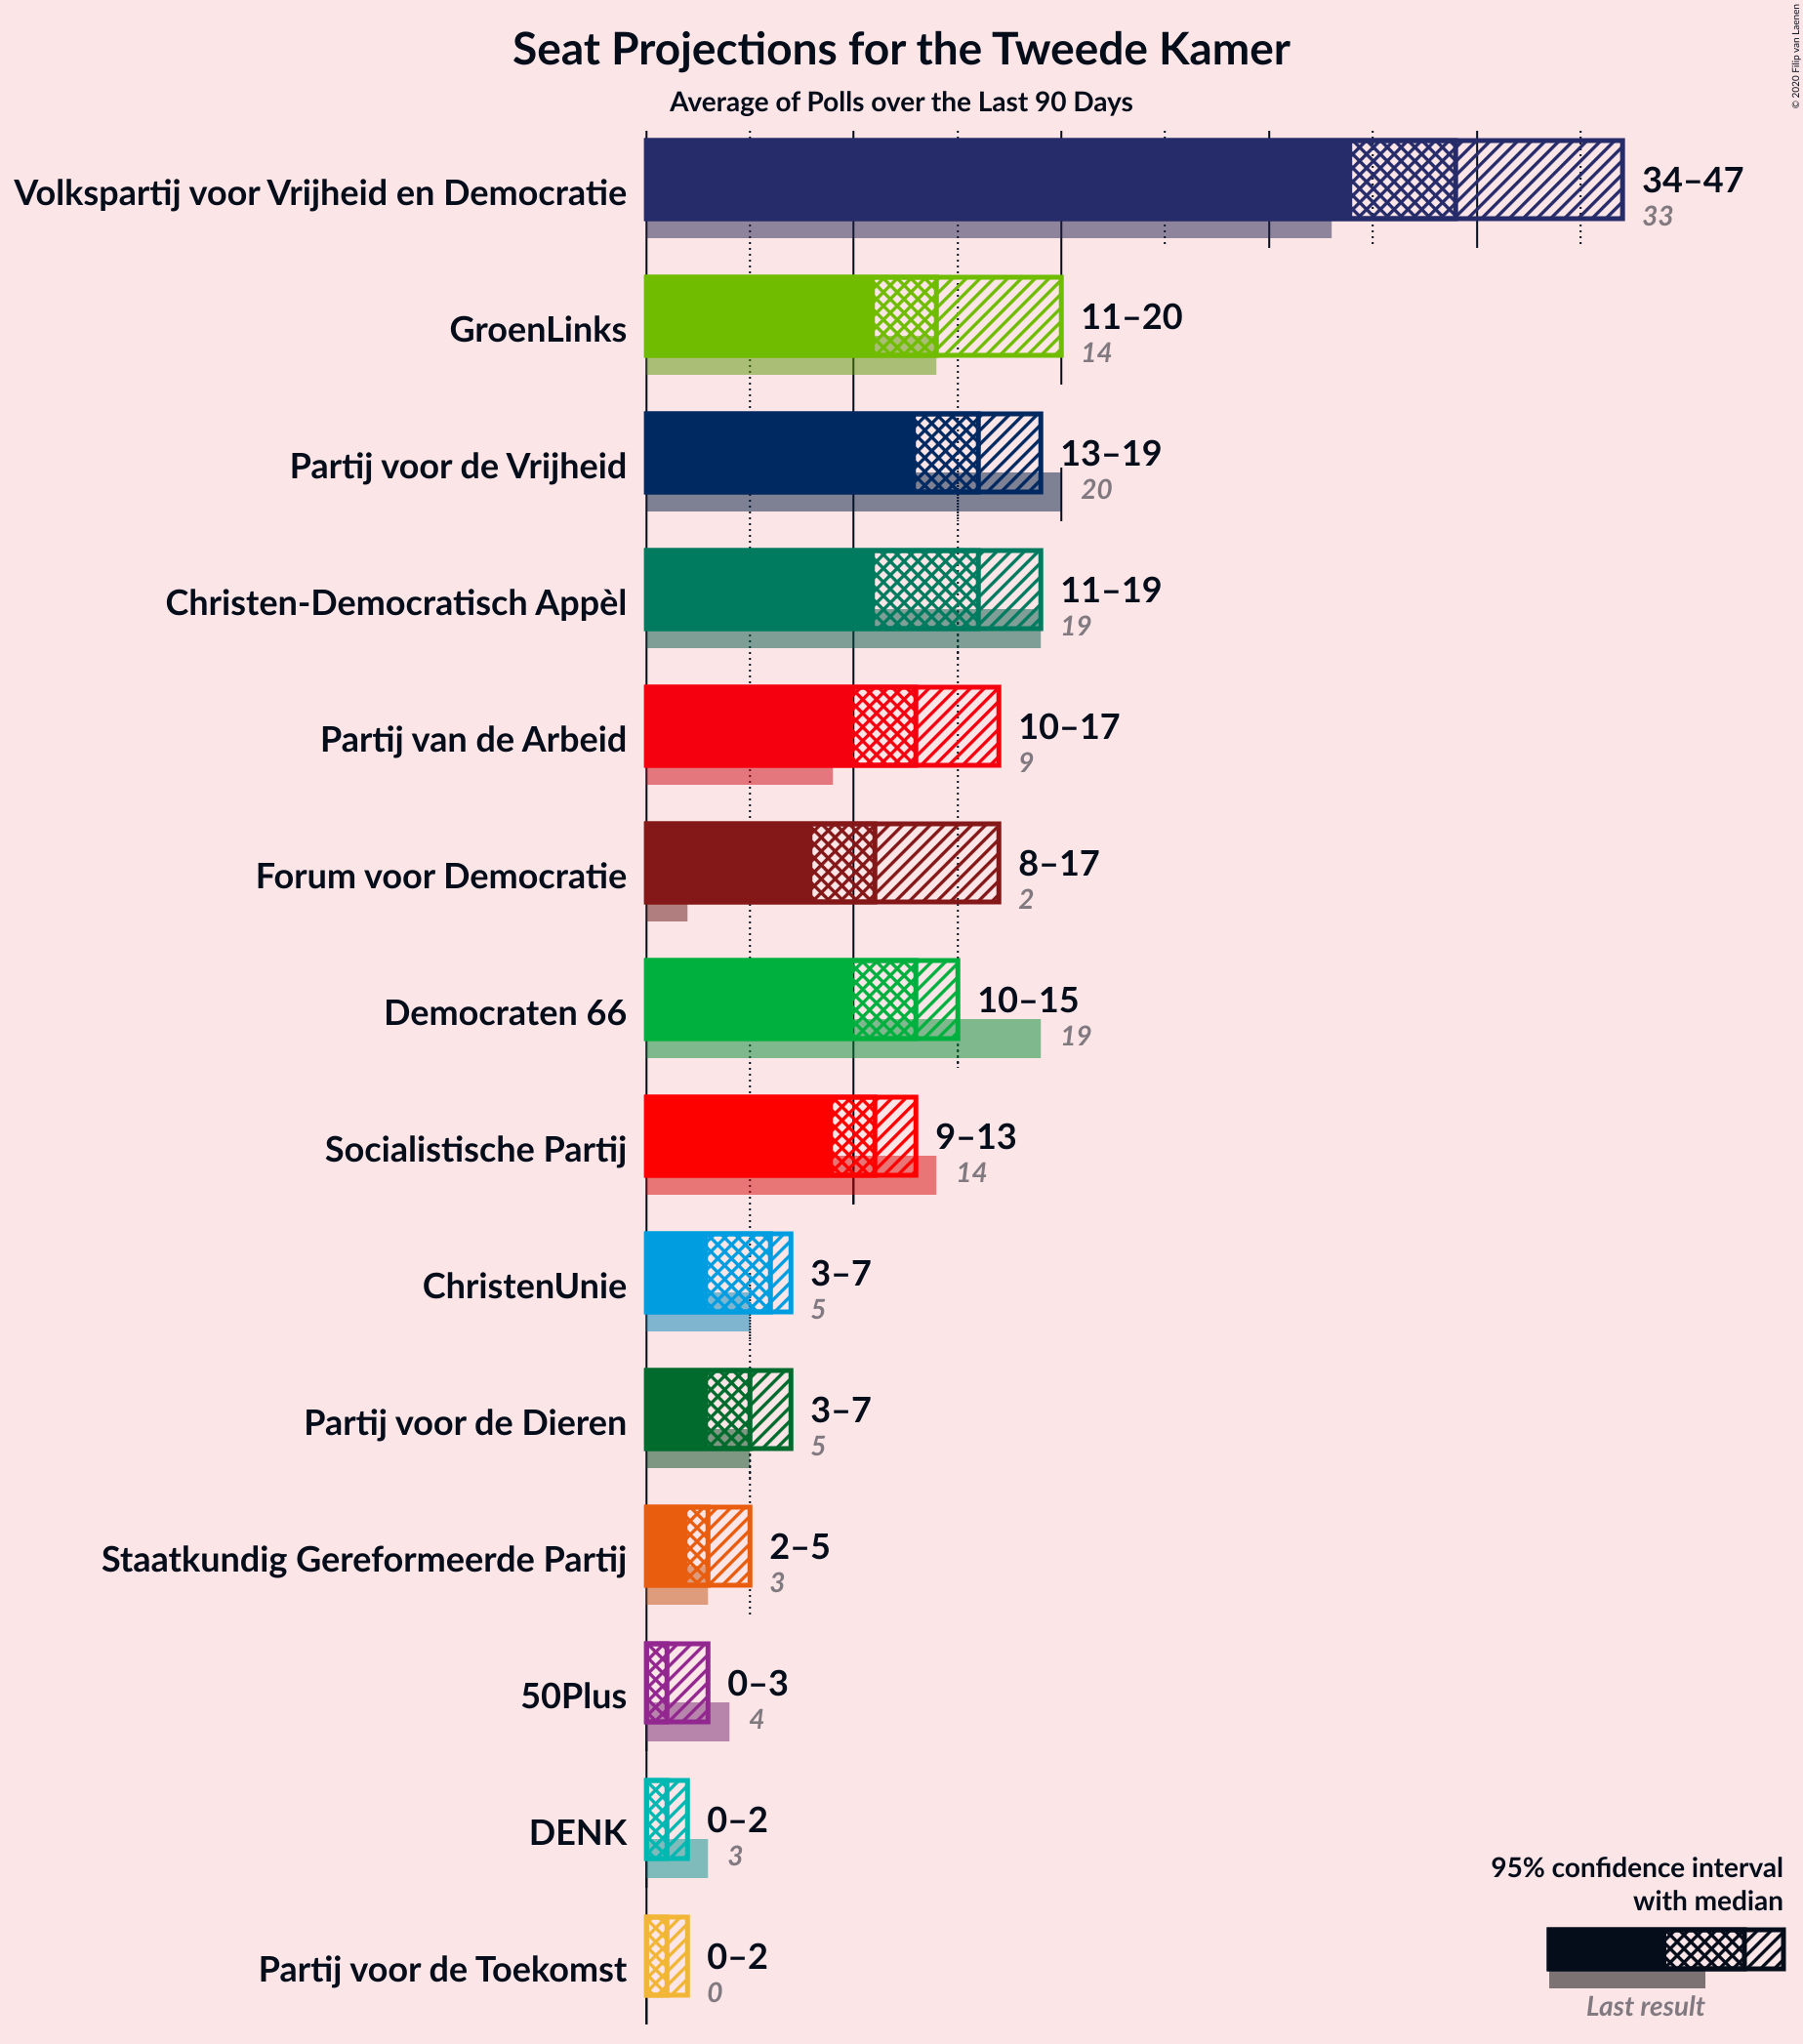 Seat Projections for the Tweede Kamer
Average of Polls over the Last 90 Days
© 2020 Filip van Laenen
Volkspartij voor Vrijheid en Democratie
34–47
33
GroenLinks
11–20
14
Partij voor de Vrijheid
13–19
20
Christen-Democratisch Appèl
11–19
19
Partij van de Arbeid
10–17
9
Forum voor Democratie
8–17
2
Democraten 66
10–15
19
Socialistische Partij
9–13
14
ChristenUnie
3–7
5
Partij voor de Dieren
3–7
5
Staatkundig Gereformeerde Partij
2–5
3
50Plus
0–3
4
DENK
0–2
3
Partij voor de Toekomst
0–2
0
95% confidence interval
with median
Last result